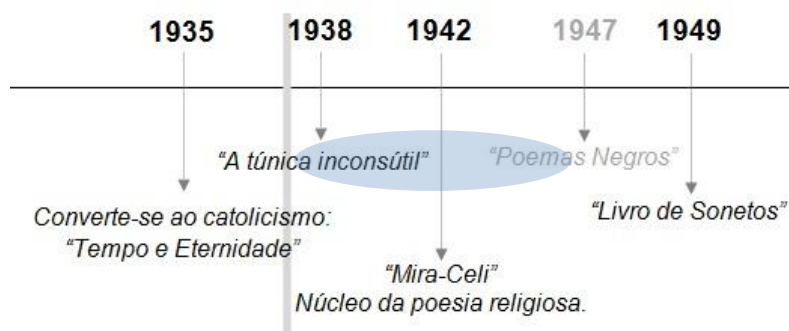 1935 1938 1942 1947 1949
“A túnica inconsútil” “Poemas Negros”
“Livro de Sonetos”
Converte-se ao catolicismo:
“Tempo e Eternidade”
“Mira-Celi”
Núcleo da poesia religiosa.